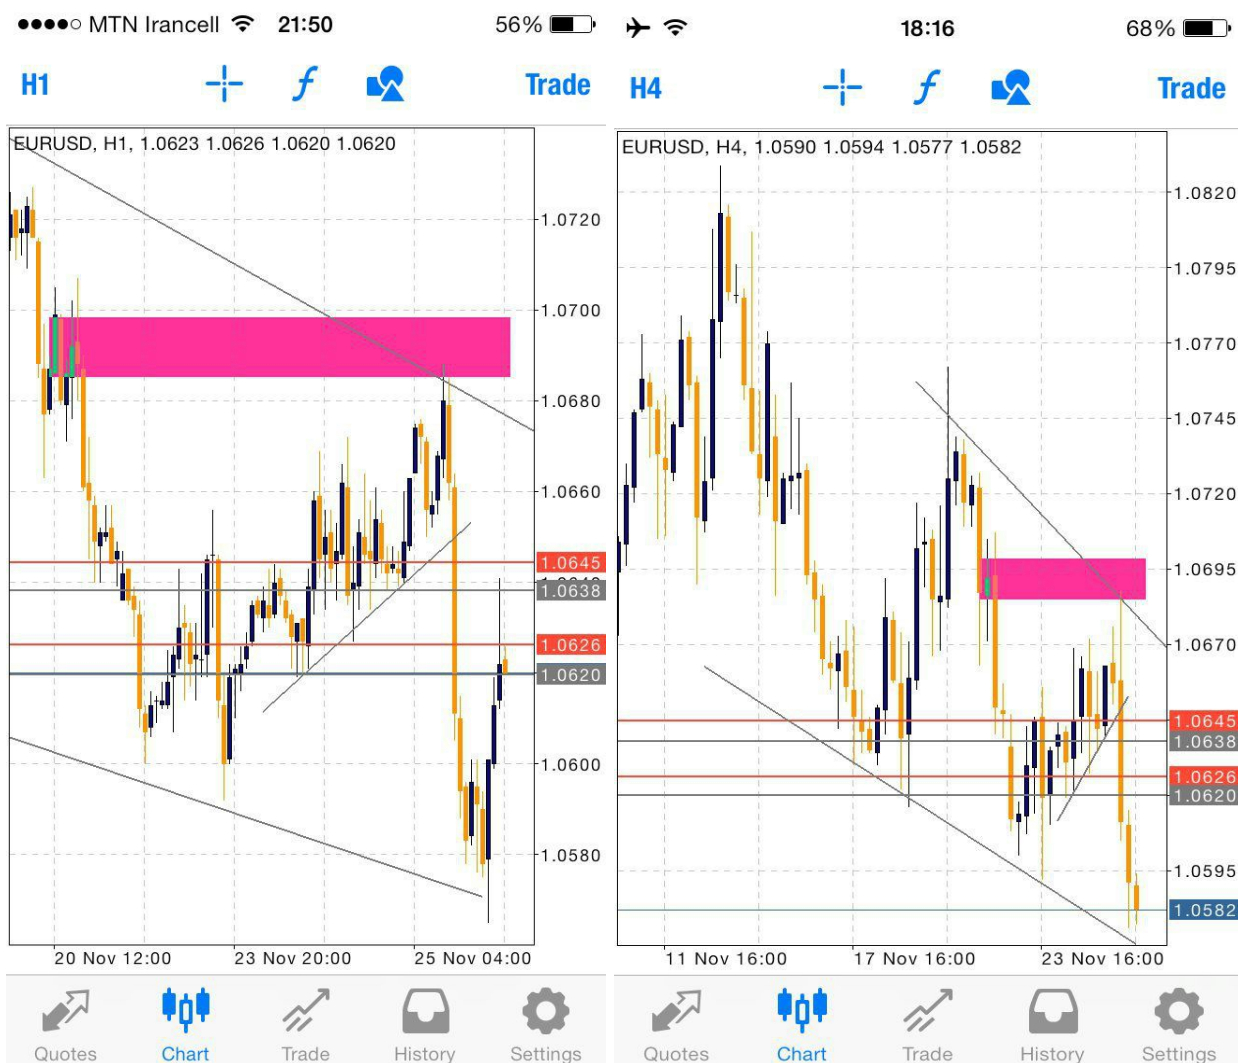 MTN Irancell 21:50 56%
H1 f Trade
EURUSD, H1, 1.0623 1.0626 1.0620 1.0620
1.0720
1.0700
1.0680
1.0660
1.0645
1.0640
1.0638
1.0626
1.0620
1.0600
1.0580
20 Nov 12:00 23 Nov 20:00 25 Nov 04:00
Quotes Chart Trade History Settings
18:16 68%
H4 f Trade
EURUSD, H4, 1.0590 1.0594 1.0577 1.0582
1.0820
1.0795
1.0770
1.0745
1.0720
1.0695
1.0670
1.0645
1.0638
1.0626
1.0620
1.0595
1.0582
11 Nov 16:00 17 Nov 16:00 23 Nov 16:00
Quotes Chart Trade History Settings